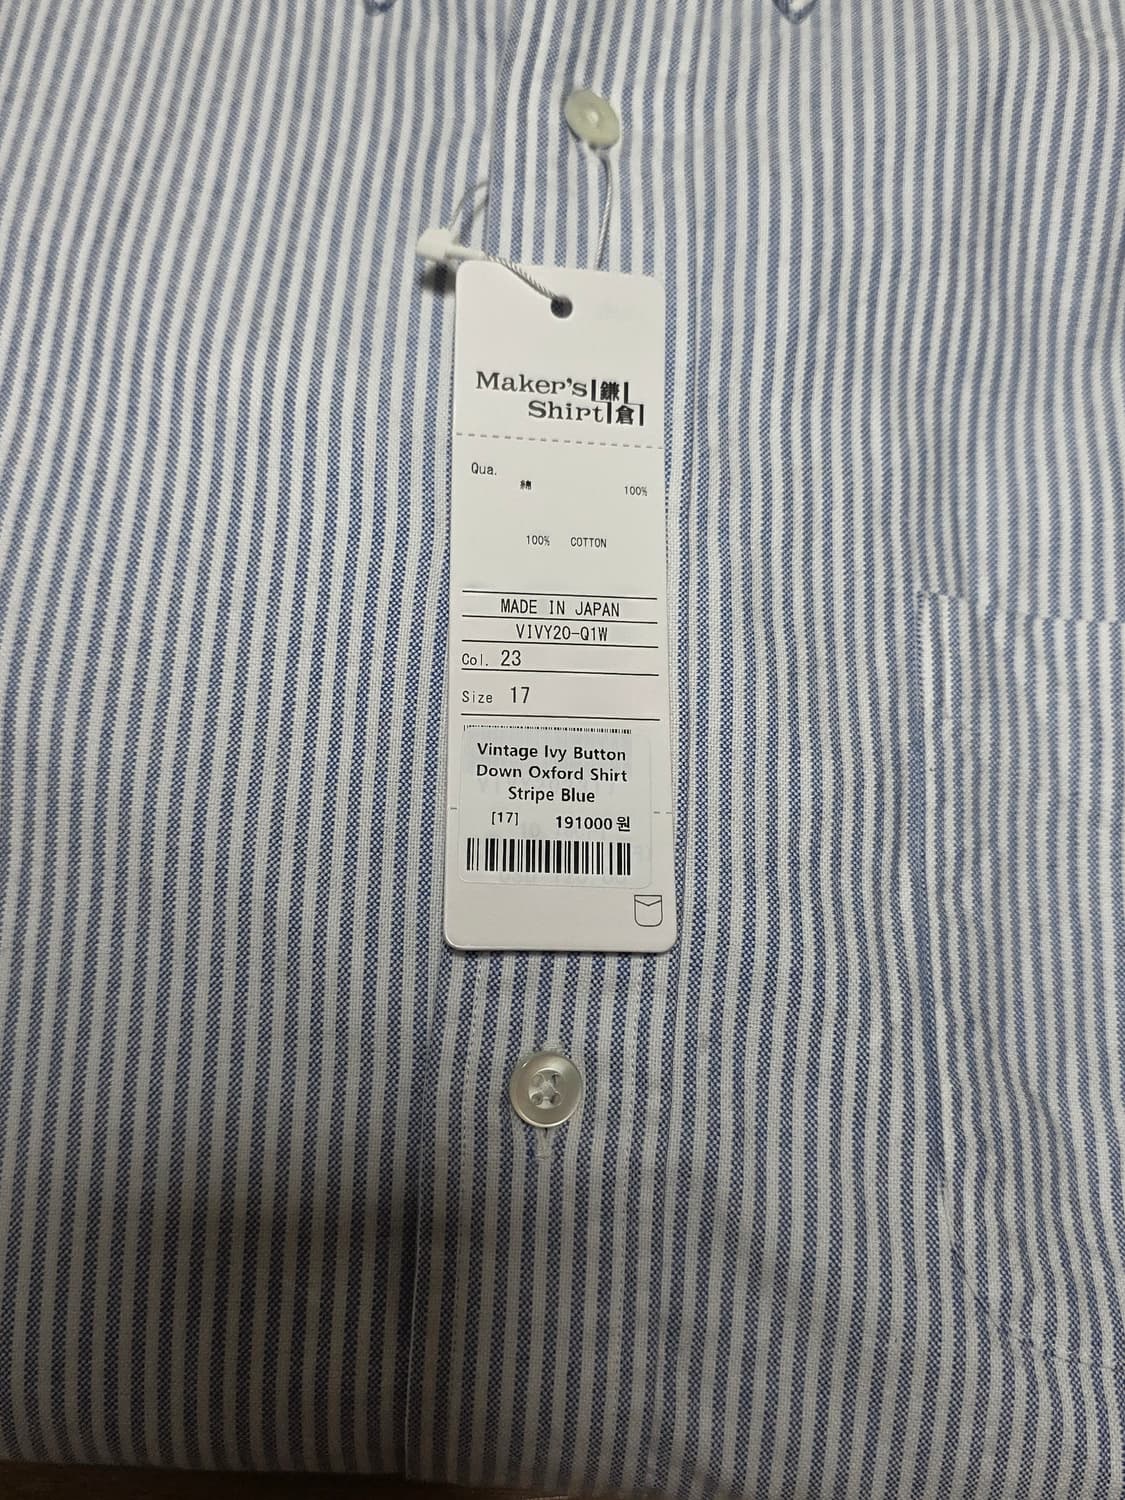 Maker's 鎌
Shirt 倉
Qua.
綿 100%
100% COTTON
MADE IN JAPAN
VIVY20-Q1W
Col. 23
Size 17
Vintage Ivy Button
Down Oxford Shirt
Stripe Blue
[17] 191000원